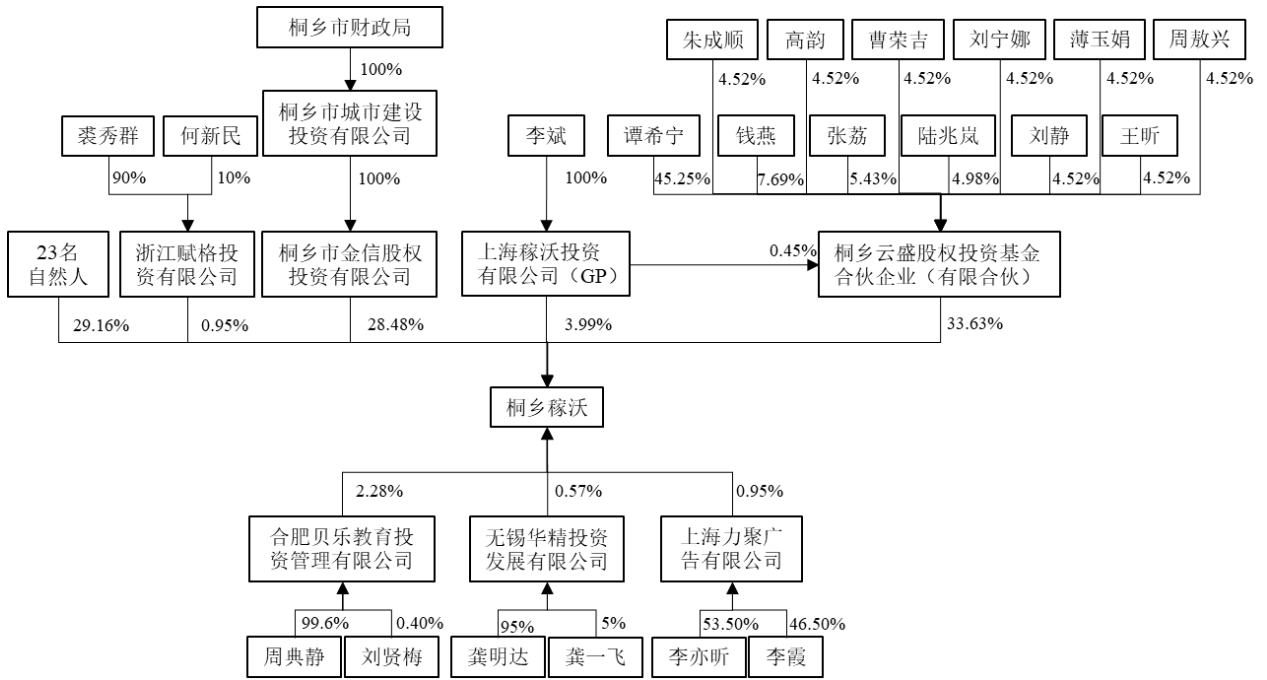 桐乡市财政局
朱成顺
高韵
曹荣吉
刘宁娜
薄玉娟
周敖兴
100%
4.52%
4.52%
4.52%
4.52%
4.52%
4.52%
桐乡市城市建设
投资有限公司
裘秀群
何新民
李斌
谭希宁
钱燕
张荔
陆兆岚
刘静
王昕
90%
10%
100%
100%
45.25%
7.69%
5.43%
4.98%
4.52%
4.52%
23名
自然人
浙江赋格投
资有限公司
桐乡市金信股权
投资有限公司
上海稼沃投资
有限公司（GP）
0.45%
桐乡云盛股权投资基金
合伙企业（有限合伙）
29.16%
0.95%
28.48%
3.99%
33.63%
桐乡稼沃
2.28%
0.57%
0.95%
合肥贝乐教育投
资管理有限公司
无锡华精投资
发展有限公司
上海力聚广
告有限公司
99.6%
0.40%
95%
5%
53.50%
46.50%
周典静
刘贤梅
龚明达
龚一飞
李亦昕
李霞